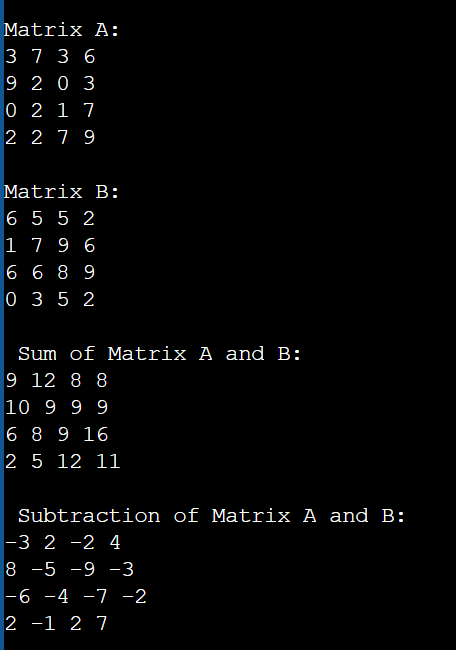 Matrix A:
3 7 3 6
9 2 0 3
0 2 1 7
2 2 7 9
Matrix B:
6 5 5 2
1 7 9 6
6 6 8 9
0 3 5 2
Sum of Matrix A and B:
9 12 8 8
10 9 9 9
6 8 9 16
2 5 12 11
Subtraction of Matrix A and B:
-3 2 -2 4
8 -5 -9 -3
-6 -4 -7 -2
2 -1 2 7